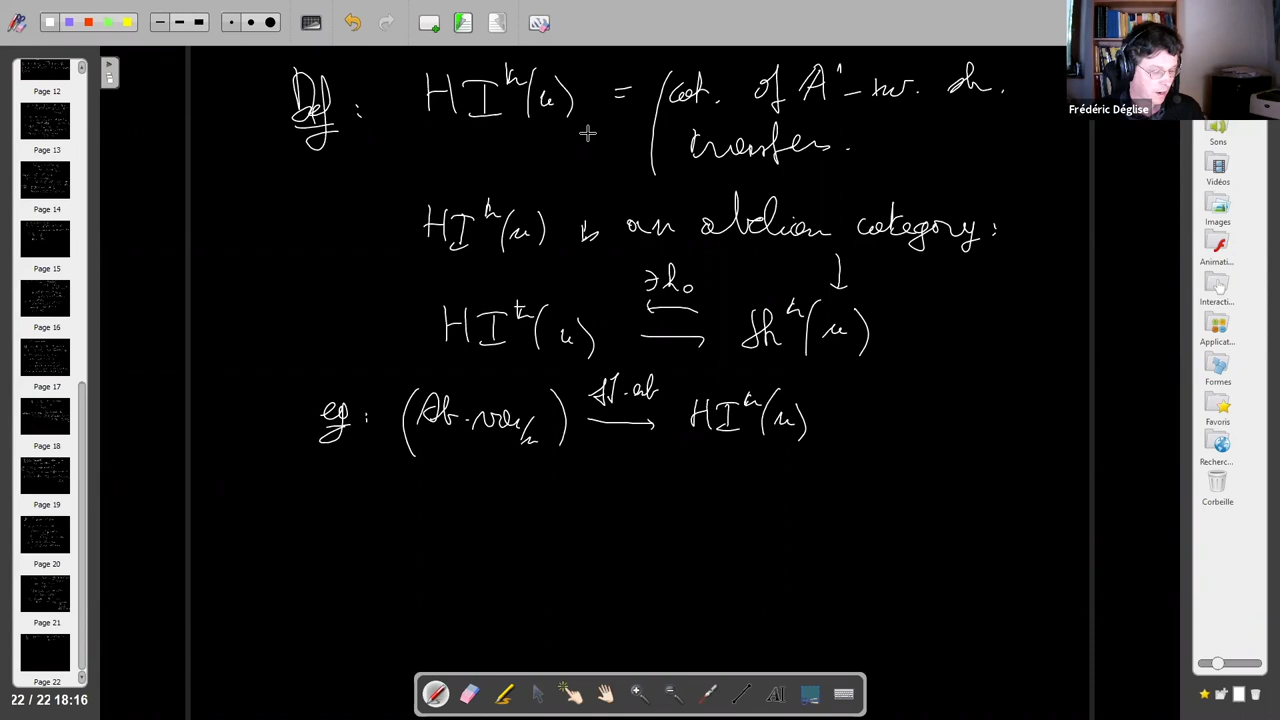 Def : HI^tr(k) = (cat. of A^1-inv. sh.
transfers.
HI^tr(k) is an abelian category :
∃ h_0
HI^tr(k) ⇄ Sh^tr(k)
eg : (Ab-var/k) → HI^tr(k)
Page 12
Page 13
Page 14
Page 15
Page 16
Page 17
Page 18
Page 19
Page 20
Page 21
Page 22
22 / 22 18:16
Frédéric Déglise
Sons
Vidéos
Images
Animati...
Interacti...
Applicat...
Formes
Favoris
Recherc...
Corbeille